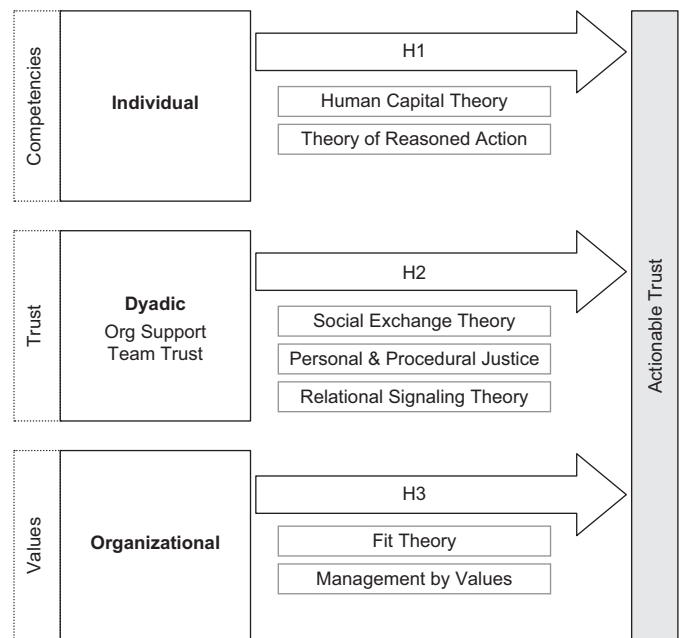 Competencies
Individual
H1
Human Capital Theory
Theory of Reasoned Action
Trust
Dyadic
Org Support
Team Trust
H2
Social Exchange Theory
Personal & Procedural Justice
Relational Signaling Theory
Values
Organizational
H3
Fit Theory
Management by Values
Actionable Trust